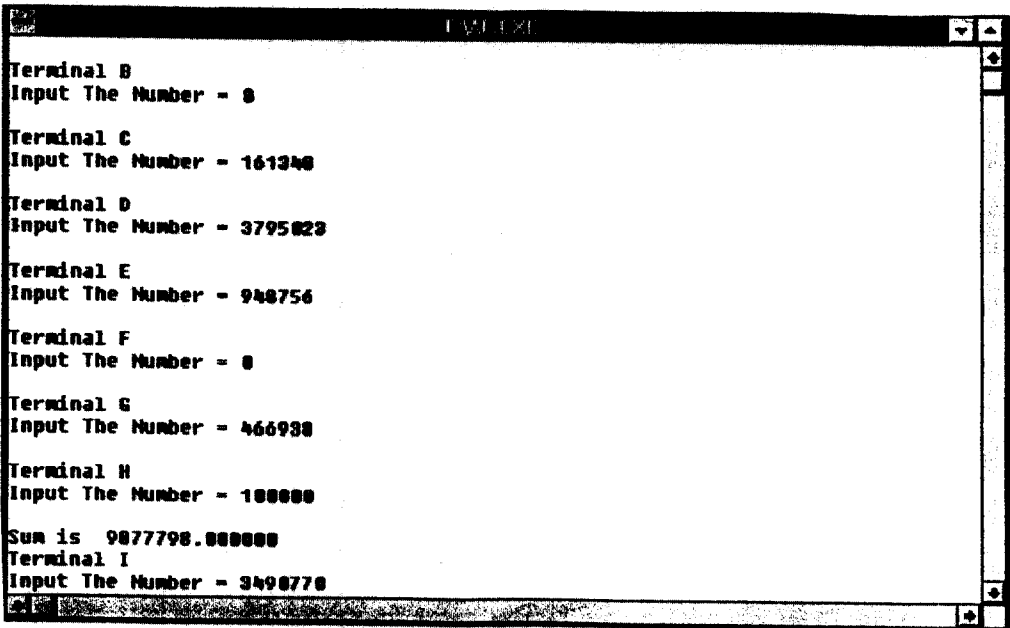 Terminal B
Input The Number = 0
Terminal C
Input The Number = 161340
Terminal D
Input The Number = 3795023
Terminal E
Input The Number = 940756
Terminal F
Input The Number = 0
Terminal G
Input The Number = 466930
Terminal H
Input The Number = 100000
Sum is 9077790.000000
Terminal I
Input The Number = 3490770